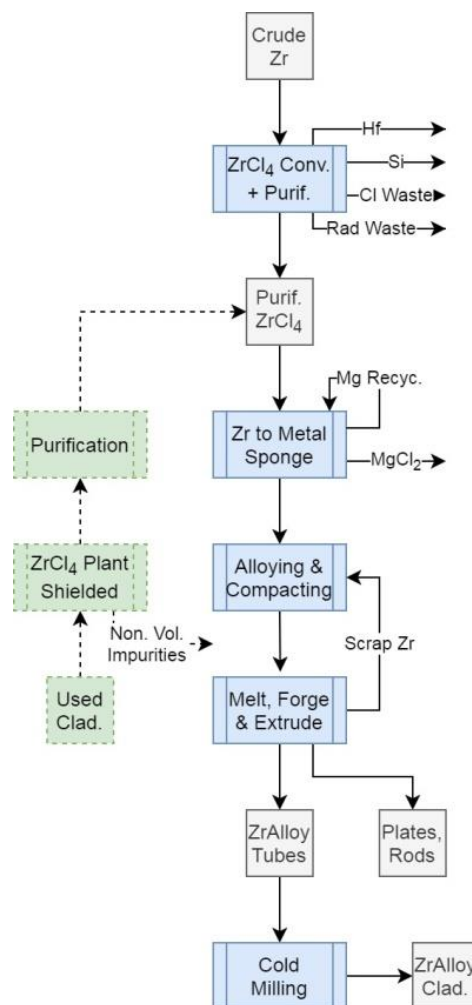 Crude
Zr
Hf
ZrCl₄ Conv.
+ Purif.
Si
Cl Waste
Rad Waste
Purif.
ZrCl₄
Mg Recyc.
Purification
Zr to Metal
Sponge
MgCl₂
ZrCl₄ Plant
Shielded
Alloying &
Compacting
Non. Vol.
Impurities
Scrap Zr
Used
Clad.
Melt, Forge
& Extrude
ZrAlloy
Tubes
Plates,
Rods
Cold
Milling
ZrAlloy
Clad.